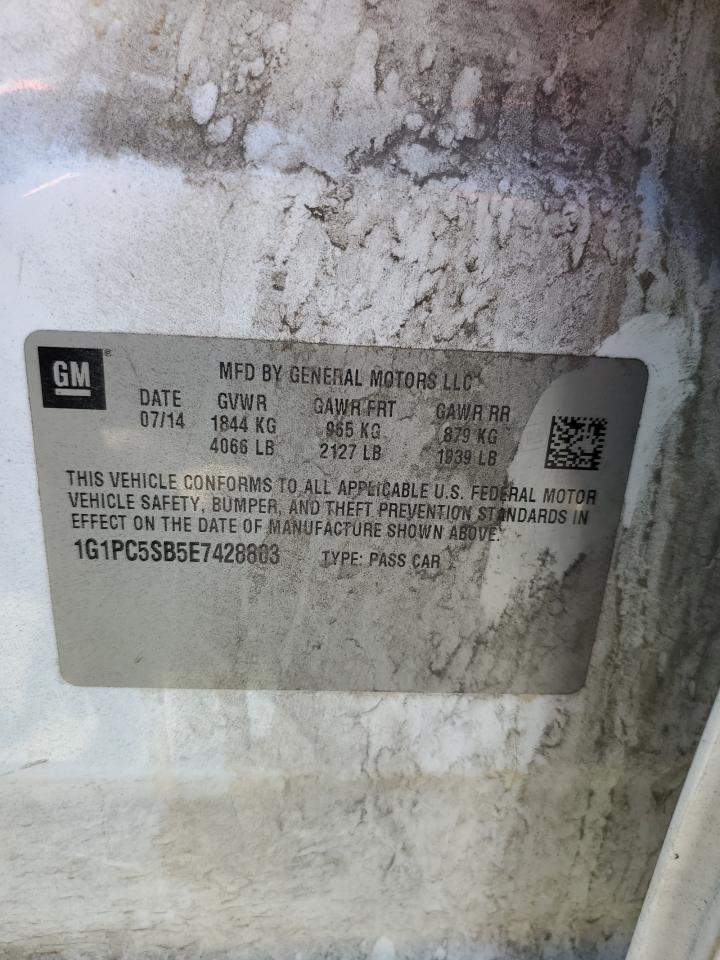 GM®
MFD BY GENERAL MOTORS LLC
DATE GVWR GAWR FRT GAWR RR
07/14 1844 KG 965 KG 879 KG
4066 LB 2127 LB 1939 LB
THIS VEHICLE CONFORMS TO ALL APPLICABLE U.S. FEDERAL MOTOR
VEHICLE SAFETY, BUMPER, AND THEFT PREVENTION STANDARDS IN
EFFECT ON THE DATE OF MANUFACTURE SHOWN ABOVE.
1G1PC5SB5E7428803 TYPE: PASS CAR